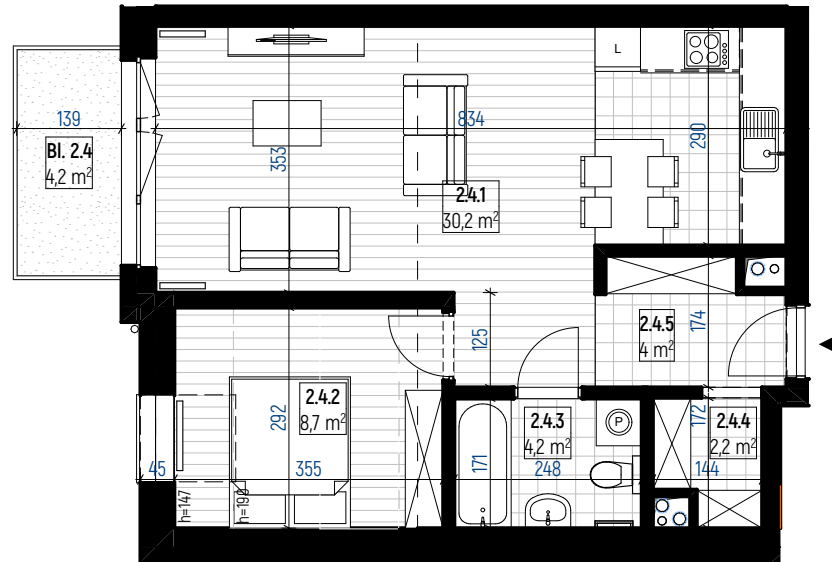 L
139
834
290
353
Bl. 2.4
4,2 m²
2.4.1
30,2 m²
2.4.5
4 m²
174
125
2.4.2
8,7 m²
292
2.4.3
4,2 m²
P
172
2.4.4
2,2 m²
45
355
171
248
144
h=147
h=190